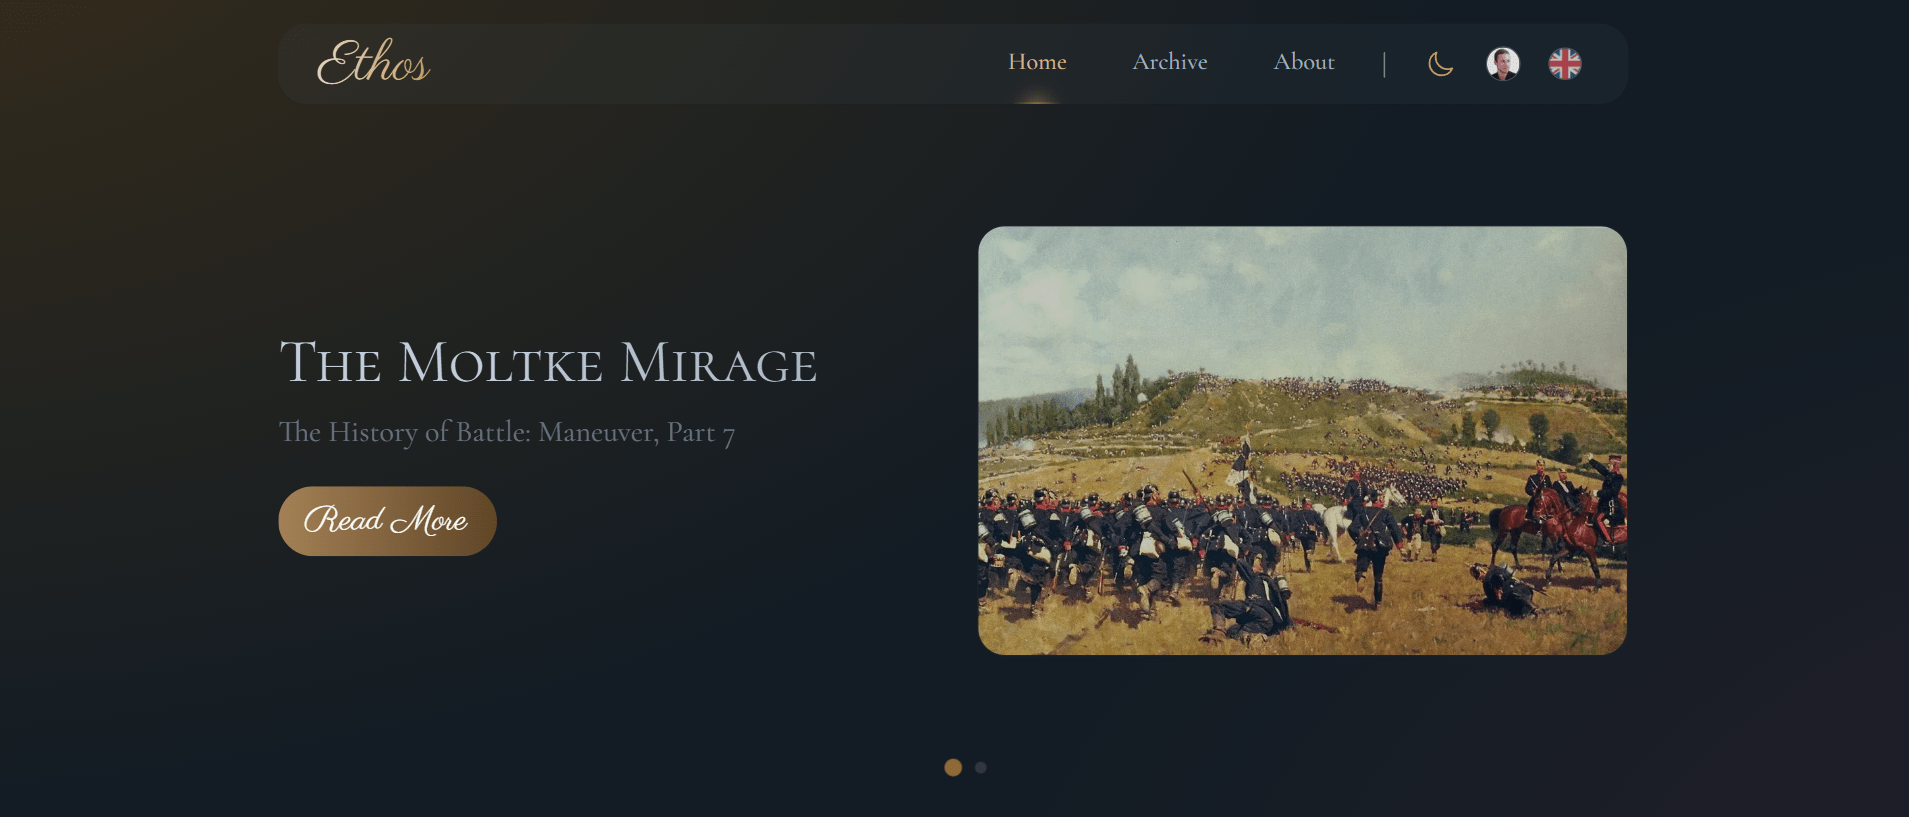 Ethos
Home
Archive
About
|
The Moltke Mirage
The History of Battle: Maneuver, Part 7
Read More